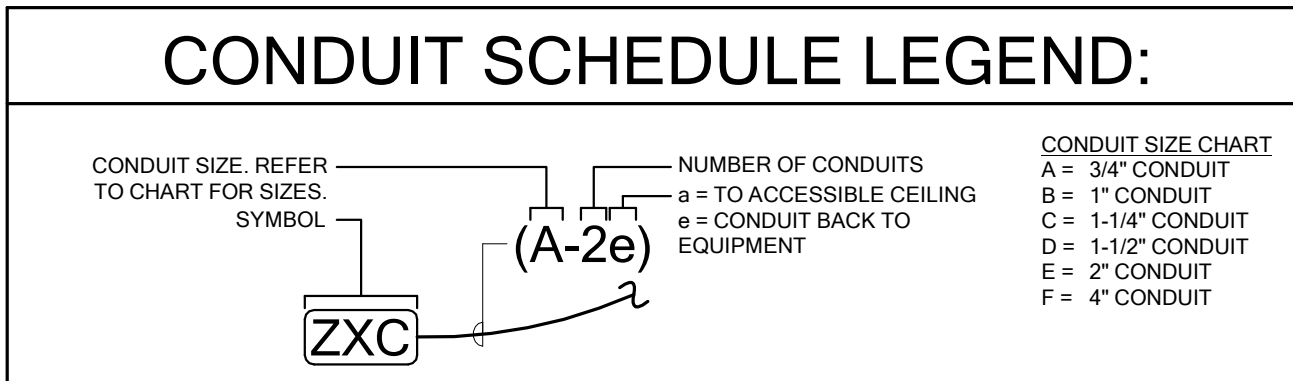 CONDUIT SCHEDULE LEGEND:
CONDUIT SIZE. REFER
TO CHART FOR SIZES.
SYMBOL
NUMBER OF CONDUITS
a = TO ACCESSIBLE CEILING
e = CONDUIT BACK TO
EQUIPMENT
(A-2e)
ZXC
CONDUIT SIZE CHART
A = 3/4" CONDUIT
B = 1" CONDUIT
C = 1-1/4" CONDUIT
D = 1-1/2" CONDUIT
E = 2" CONDUIT
F = 4" CONDUIT